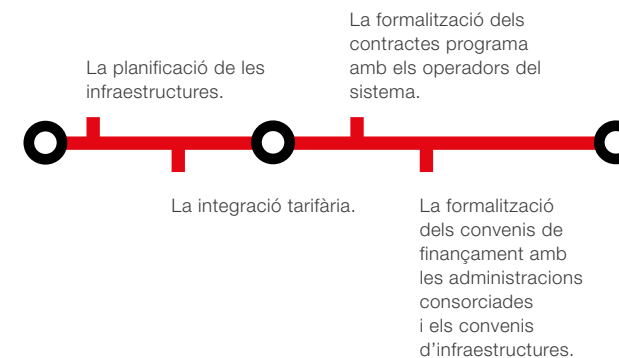 La planificació de les
infraestructures.
La integració tarifària.
La formalització dels
contractes programa
amb els operadors del
sistema.
La formalització
dels convenis de
finançament amb
les administracions
consorciades
i els convenis
d’infraestructures.